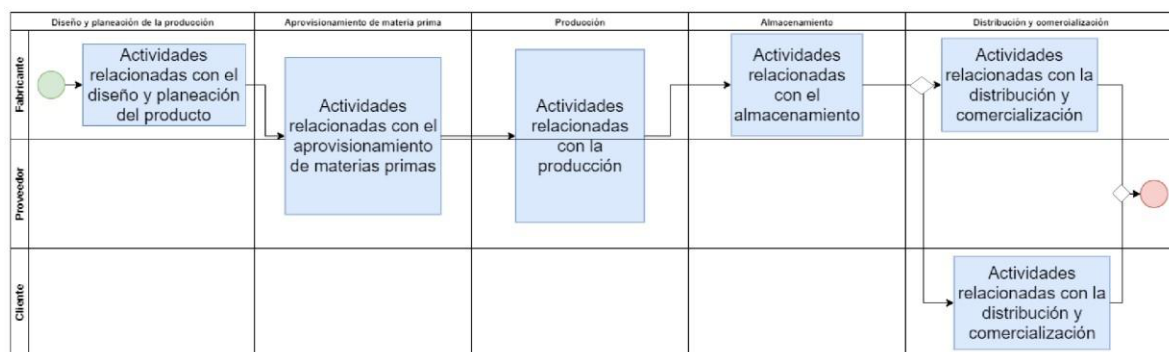 Diseño y planeación de la producción
Aprovisionamiento de materia prima
Producción
Almacenamiento
Distribución y comercialización
Fabricante
Actividades
relacionadas con el
diseño y planeación
del producto
Actividades
relacionadas con el
aprovisionamiento
de materias primas
Actividades
relacionadas
con la
producción
Actividades
relacionadas
con el
almacenamiento
Actividades
relacionadas con la
distribución y
comercialización
Proveedor
Cliente
Actividades
relacionadas con la
distribución y
comercialización